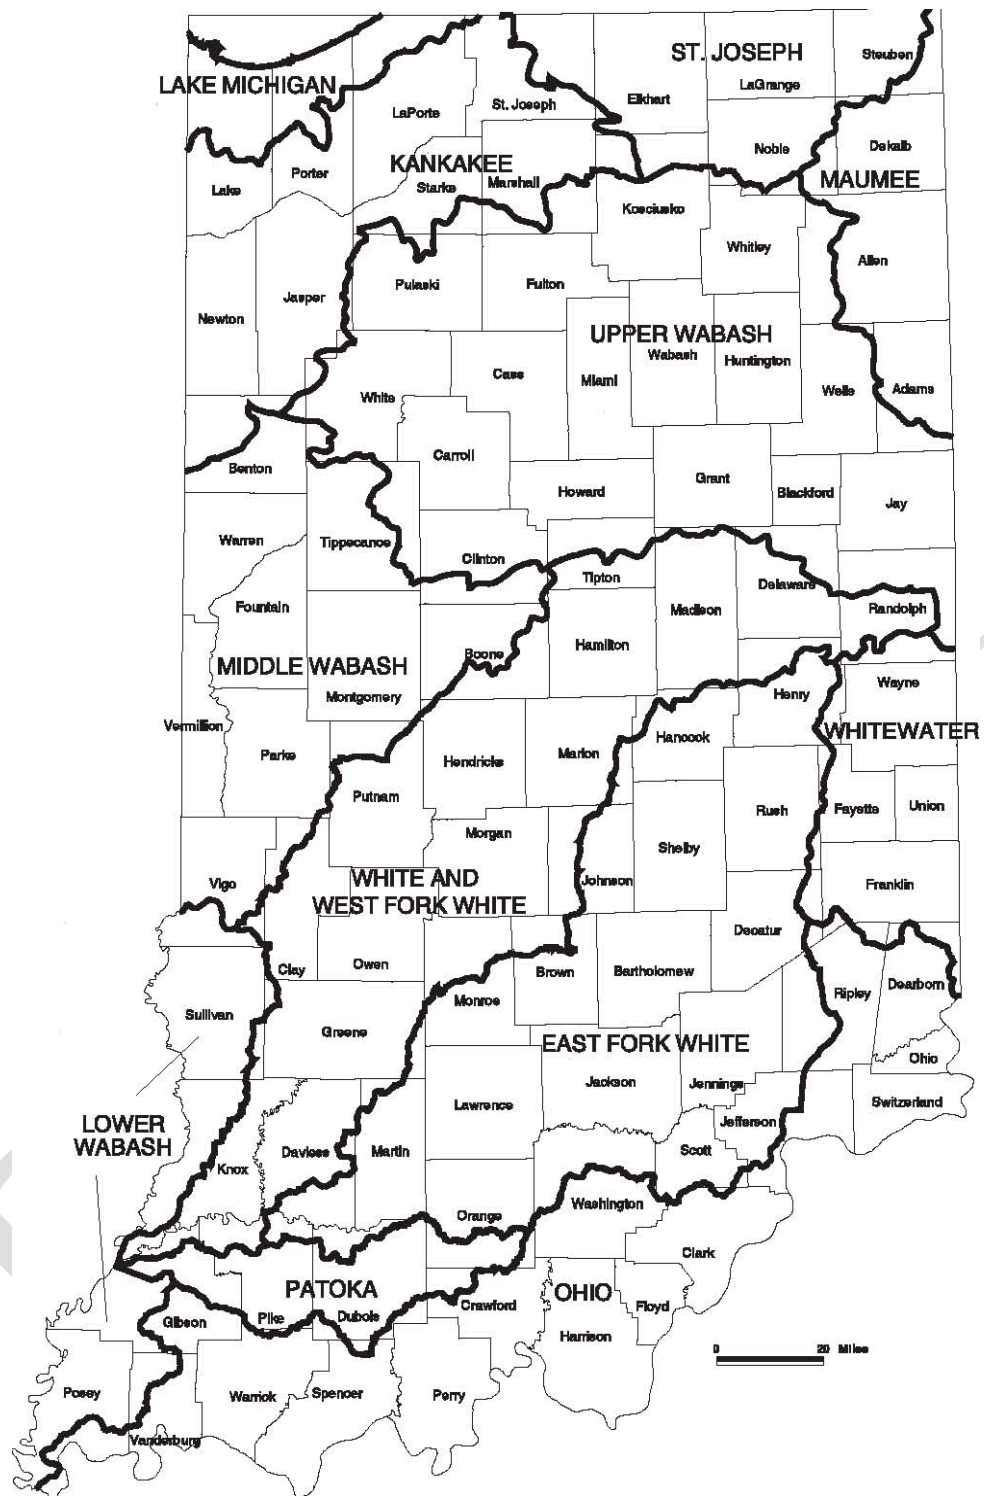 ST. JOSEPH
Steuben
LAKE MICHIGAN
LaGrange
Elkhart
St. Joseph
LaPorte
Noble
Dekalb
KANKAKEE
MAUMEE
Porter
Lake
Starke
Marshall
Kosciusko
Whitley
Allen
Pulaski
Fulton
Jasper
Newton
UPPER WABASH
Wabash
Huntington
Cass
Miami
White
Wells
Adams
Carroll
Benton
Grant
Howard
Blackford
Jay
Warren
Tippecanoe
Clinton
Tipton
Delaware
Fountain
Madison
Randolph
Hamilton
Boone
MIDDLE WABASH
Montgomery
Henry
Wayne
Vermillion
WHITEWATER
Hancock
Parke
Hendricks
Marion
Putnam
Rush
Fayette
Union
Morgan
Shelby
Vigo
WHITE AND
WEST FORK WHITE
Johnson
Franklin
Decatur
Clay
Owen
Brown
Bartholomew
Dearborn
Ripley
Monroe
Sullivan
Greene
EAST FORK WHITE
Ohio
Jackson
Jennings
Switzerland
Lawrence
LOWER
WABASH
Jefferson
Daviess
Martin
Scott
Knox
Washington
Orange
Clark
PATOKA
OHIO
Crawford
Floyd
Gibson
Pike
Dubois
Harrison
0 20 Miles
Posey
Warrick
Spencer
Perry
Vanderburg